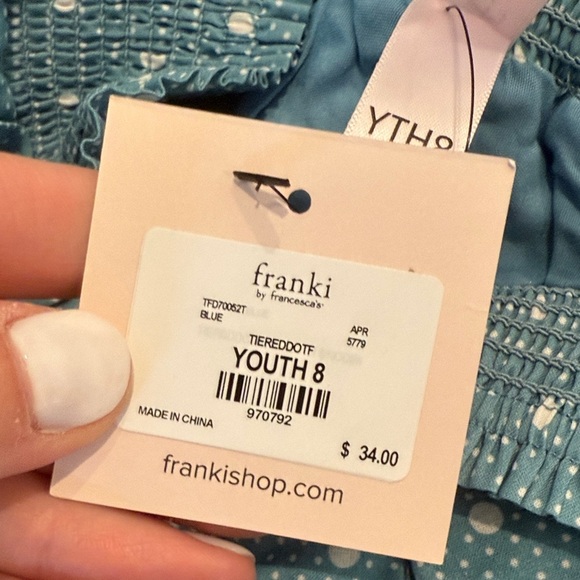 YTH8
franki
by francesca's
TFD70052T
BLUE
APR
5779
TIEREDDOTF
YOUTH 8
970792
MADE IN CHINA
$ 34.00
frankishop.com